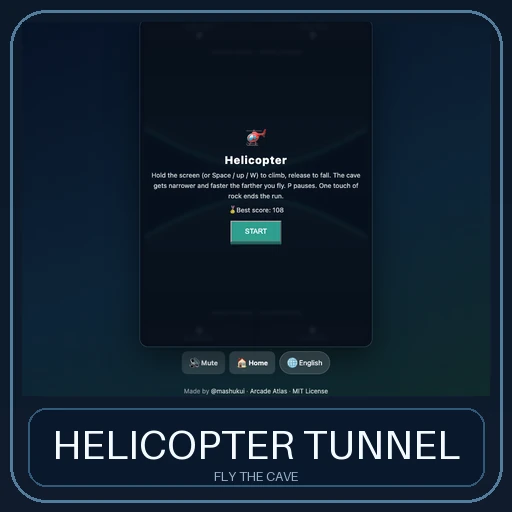 Helicopter
Hold the screen (or Space / up / W) to climb, release to fall. The cave
gets narrower and faster the farther you fly. P pauses. One touch of
rock ends the run.
Best score: 108
START
Mute
Home
English
Made by @mashukui · Arcade Atlas · MIT License
HELICOPTER TUNNEL
FLY THE CAVE